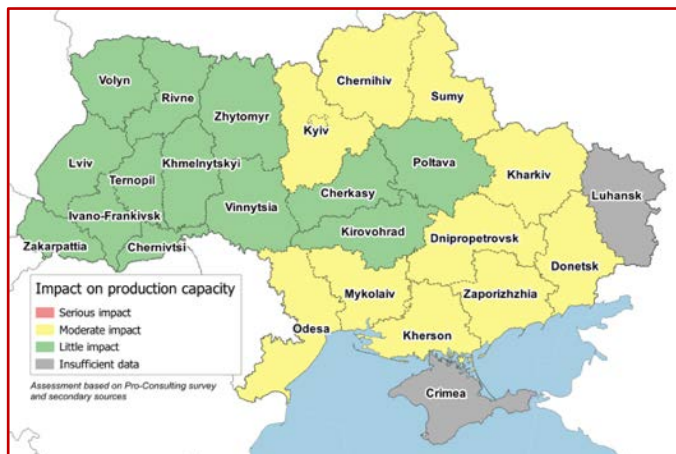 Volyn
Rivne
Zhytomyr
Chernihiv
Sumy
Kyiv
Lviv
Ternopil
Khmelnytskyi
Poltava
Kharkiv
Luhansk
Cherkasy
Ivano-Frankivsk
Vinnytsia
Kirovohrad
Zakarpattia
Chernivtsi
Dnipropetrovsk
Donetsk
Impact on production capacity
Serious impact
Moderate impact
Little impact
Insufficient data
Assessment based on Pro-Consulting survey
and secondary sources
Mykolaiv
Zaporizhzhia
Odesa
Kherson
Crimea